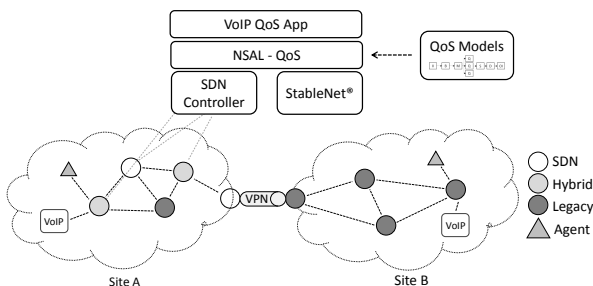 VoIP QoS App
NSAL - QoS
QoS Models
SDN
Controller
StableNet®
SDN
Hybrid
Legacy
Agent
VPN
VoIP
VoIP
Site A
Site B